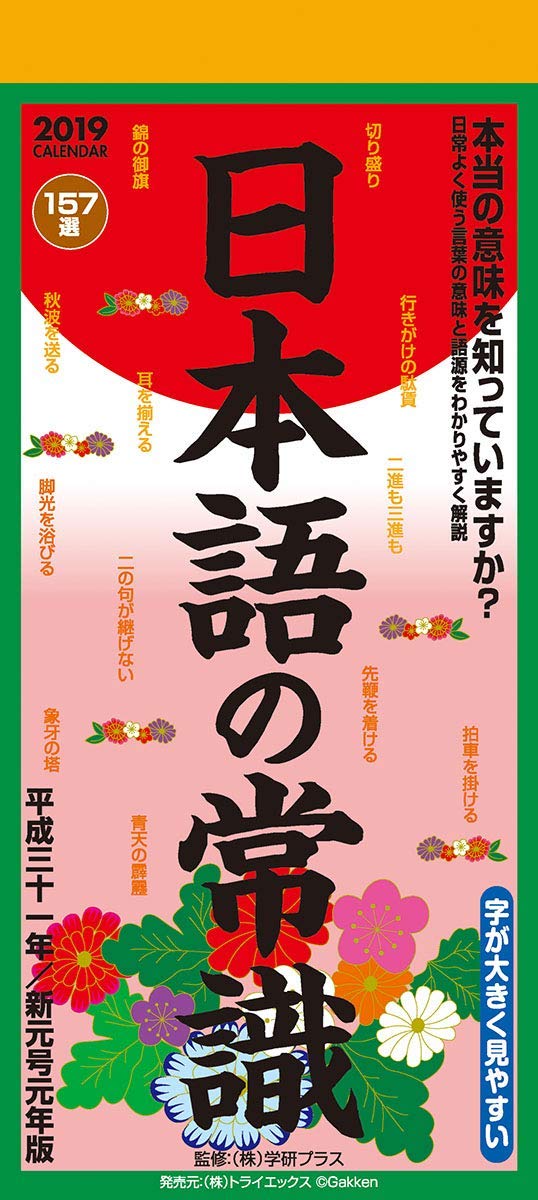 2019
CALENDAR
157
選
日本語の常識
本当の意味を知っていますか？
日常よく使う言葉の意味と語源をわかりやすく解説
切り盛り
錦の御旗
行きがけの駄賃
秋波を送る
耳を揃える
二進も三進も
脚光を浴びる
二の句が継げない
先鞭を着ける
象牙の塔
拍車を掛ける
青天の霹靂
平成三十一年／新元号元年版
字が大きく見やすい
監修：（株）学研プラス
発売元：（株）トライエックス ©Gakken